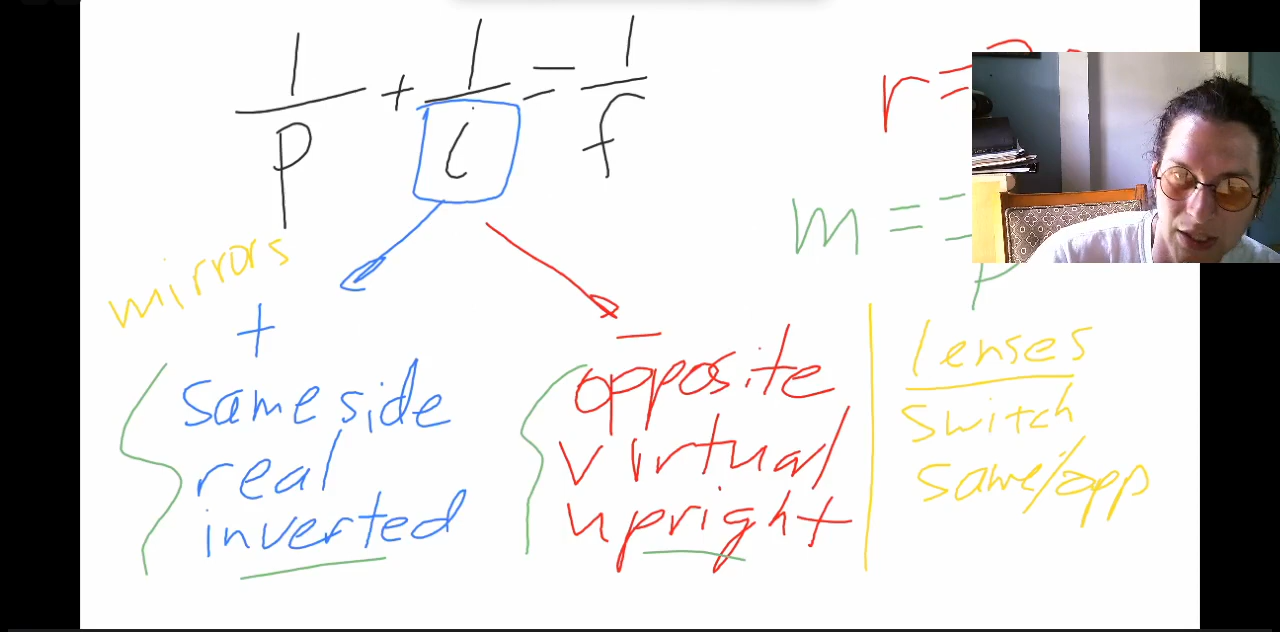 1/p + 1/i = 1/f
r =
m = -
p
mirrors
+
same side
real
inverted
-
opposite
virtual
upright
lenses
switch
same/opp